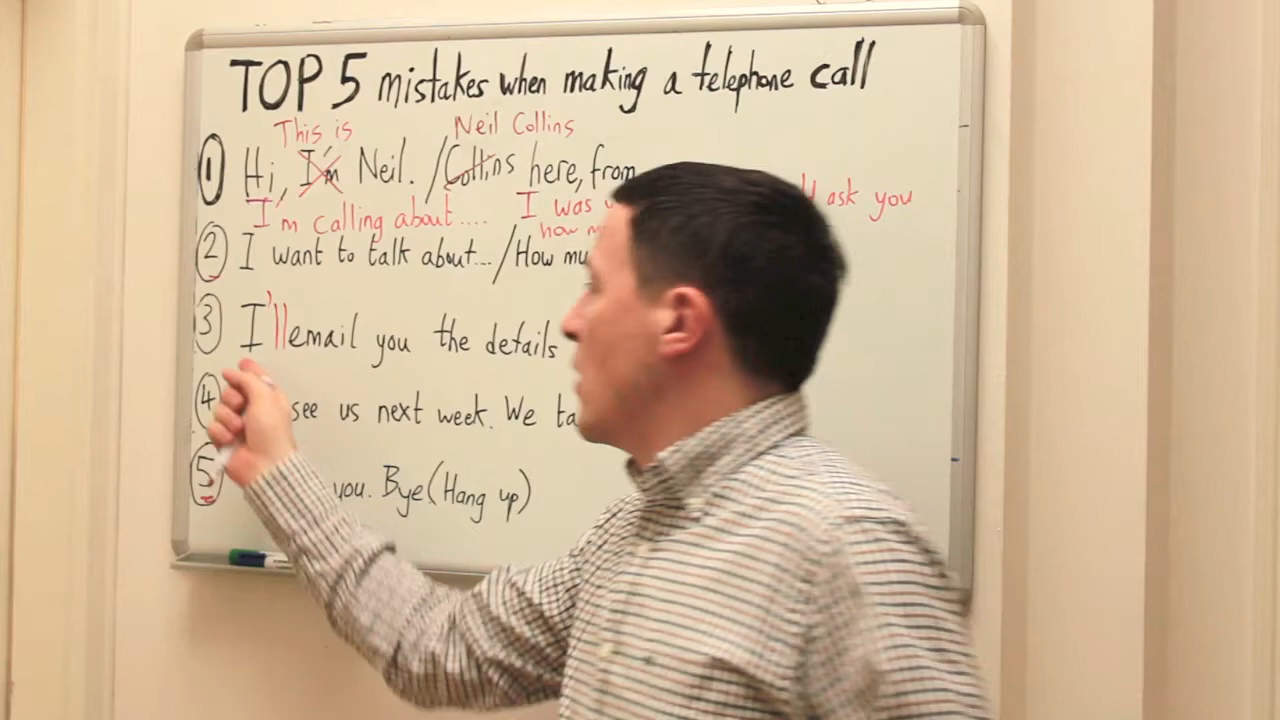 TOP 5 mistakes when making a telephone call
This is Neil Collins
1 Hi, I'm Neil. /Collins here, from
I'm calling about.... I was ask you
how
2 I want to talk about.../How
3 I'll email you the details
4 see us next week. We
5 you. Bye (Hang up)